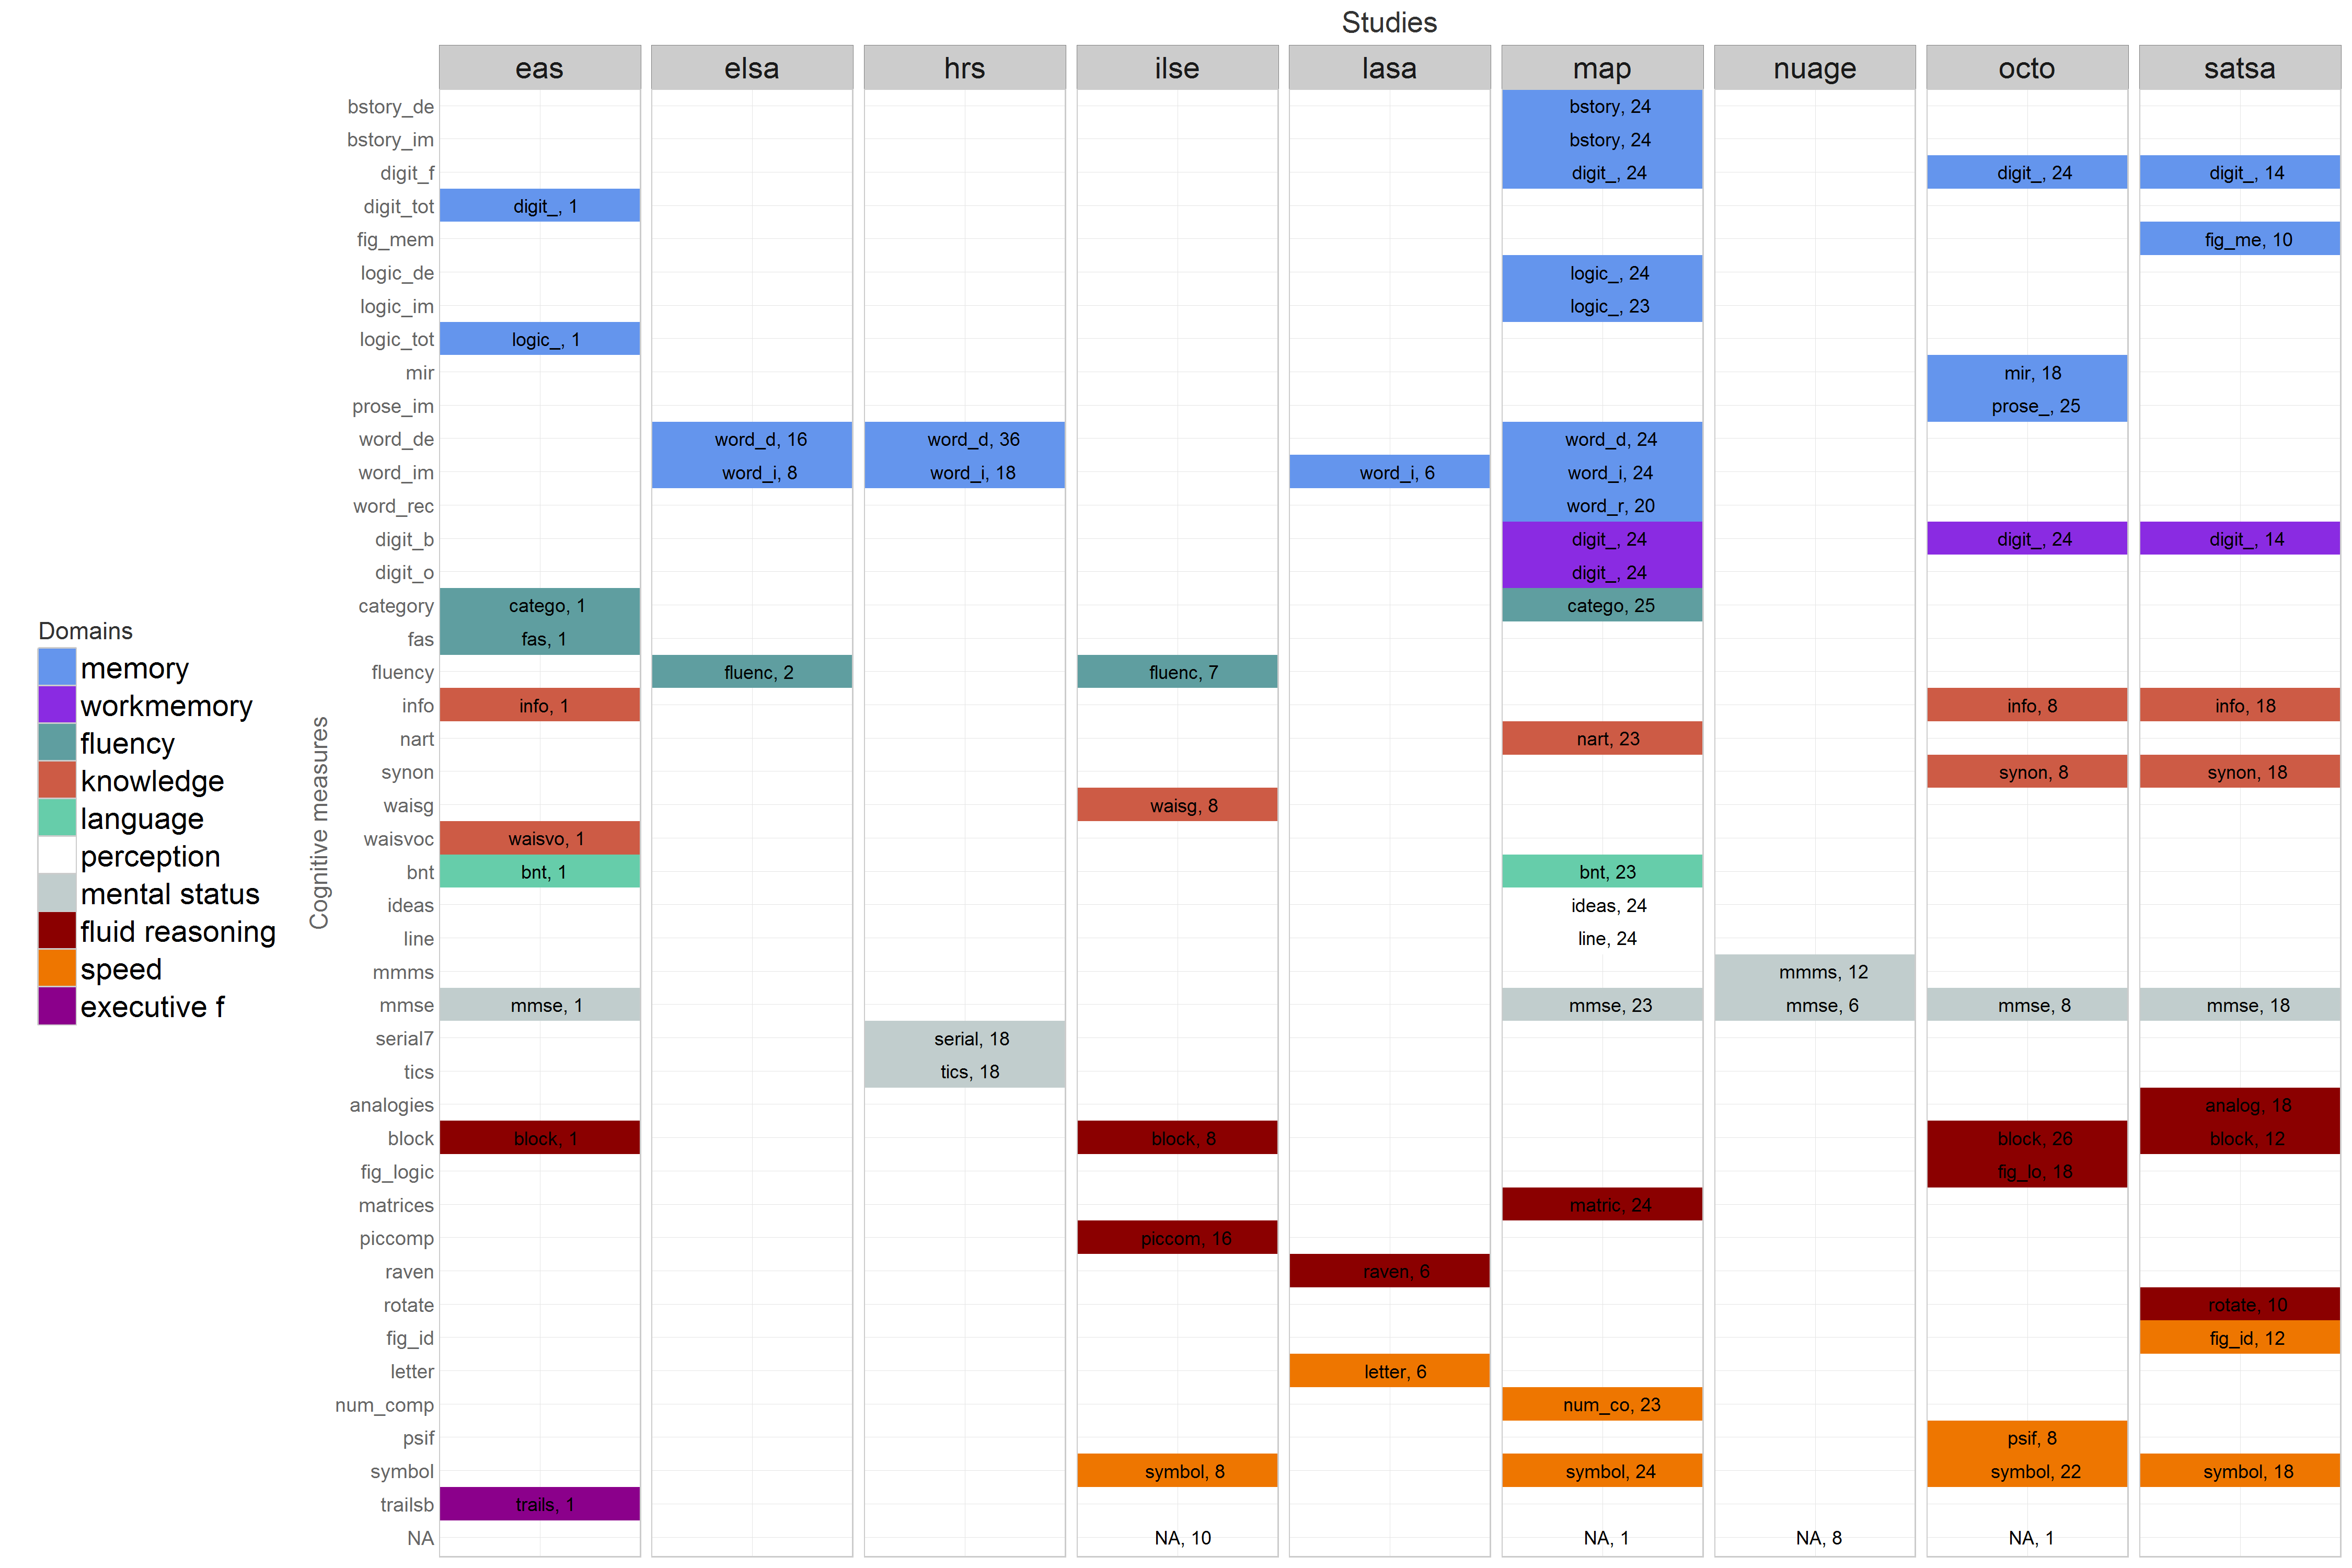 Studies
eas elsa hrs ilse lasa map nuage octo satsa
bstory_de bstory, 24
bstory_im bstory, 24
digit_f digit_, 24 digit_, 24 digit_, 14
digit_tot digit_, 1
fig_mem fig_me, 10
logic_de logic_, 24
logic_im logic_, 23
logic_tot logic_, 1
mir mir, 18
prose_im prose_, 25
word_de word_d, 16 word_d, 36 word_d, 24
word_im word_i, 8 word_i, 18 word_i, 6 word_i, 24
word_rec word_r, 20
digit_b digit_, 24 digit_, 24 digit_, 14
digit_o digit_, 24
category catego, 1 catego, 25
fas fas, 1
fluency fluenc, 2 fluenc, 7
info info, 1 info, 8 info, 18
nart nart, 23
synon synon, 8 synon, 18
waisg waisg, 8
waisvoc waisvo, 1
bnt bnt, 1 bnt, 23
ideas ideas, 24
line line, 24
mmms mmms, 12
mmse mmse, 1 mmse, 23 mmse, 6 mmse, 8 mmse, 18
serial7 serial, 18
tics tics, 18
analogies analog, 18
block block, 1 block, 8 block, 26 block, 12
fig_logic fig_lo, 18
matrices matric, 24
piccomp piccom, 16
raven raven, 6
rotate rotate, 10
fig_id fig_id, 12
letter letter, 6
num_comp num_co, 23
psif psif, 8
symbol symbol, 8 symbol, 24 symbol, 22 symbol, 18
trailsb trails, 1
NA NA, 10 NA, 1 NA, 8 NA, 1
Cognitive measures
Domains
memory
workmemory
fluency
knowledge
language
perception
mental status
fluid reasoning
speed
executive f